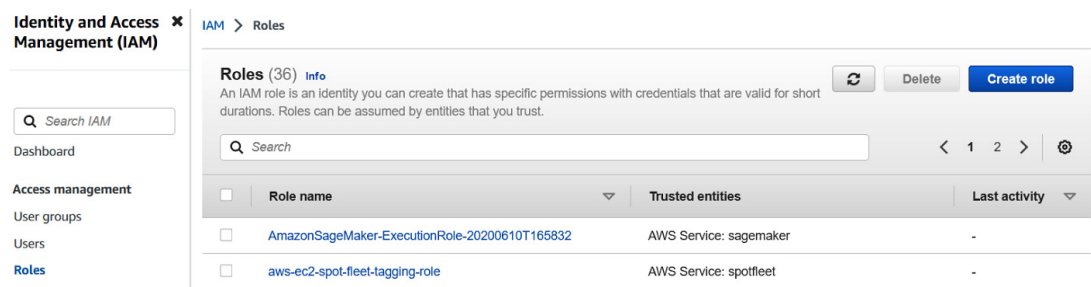 Identity and Access
Management (IAM)
Search IAM
Dashboard
Access management
User groups
Users
Roles
IAM > Roles
Roles (36) Info
An IAM role is an identity you can create that has specific permissions with credentials that are valid for short
durations. Roles can be assumed by entities that you trust.
Delete
Create role
Search
1 2
Role name Trusted entities Last activity
AmazonSageMaker-ExecutionRole-20200610T165832 AWS Service: sagemaker -
aws-ec2-spot-fleet-tagging-role AWS Service: spotfleet -